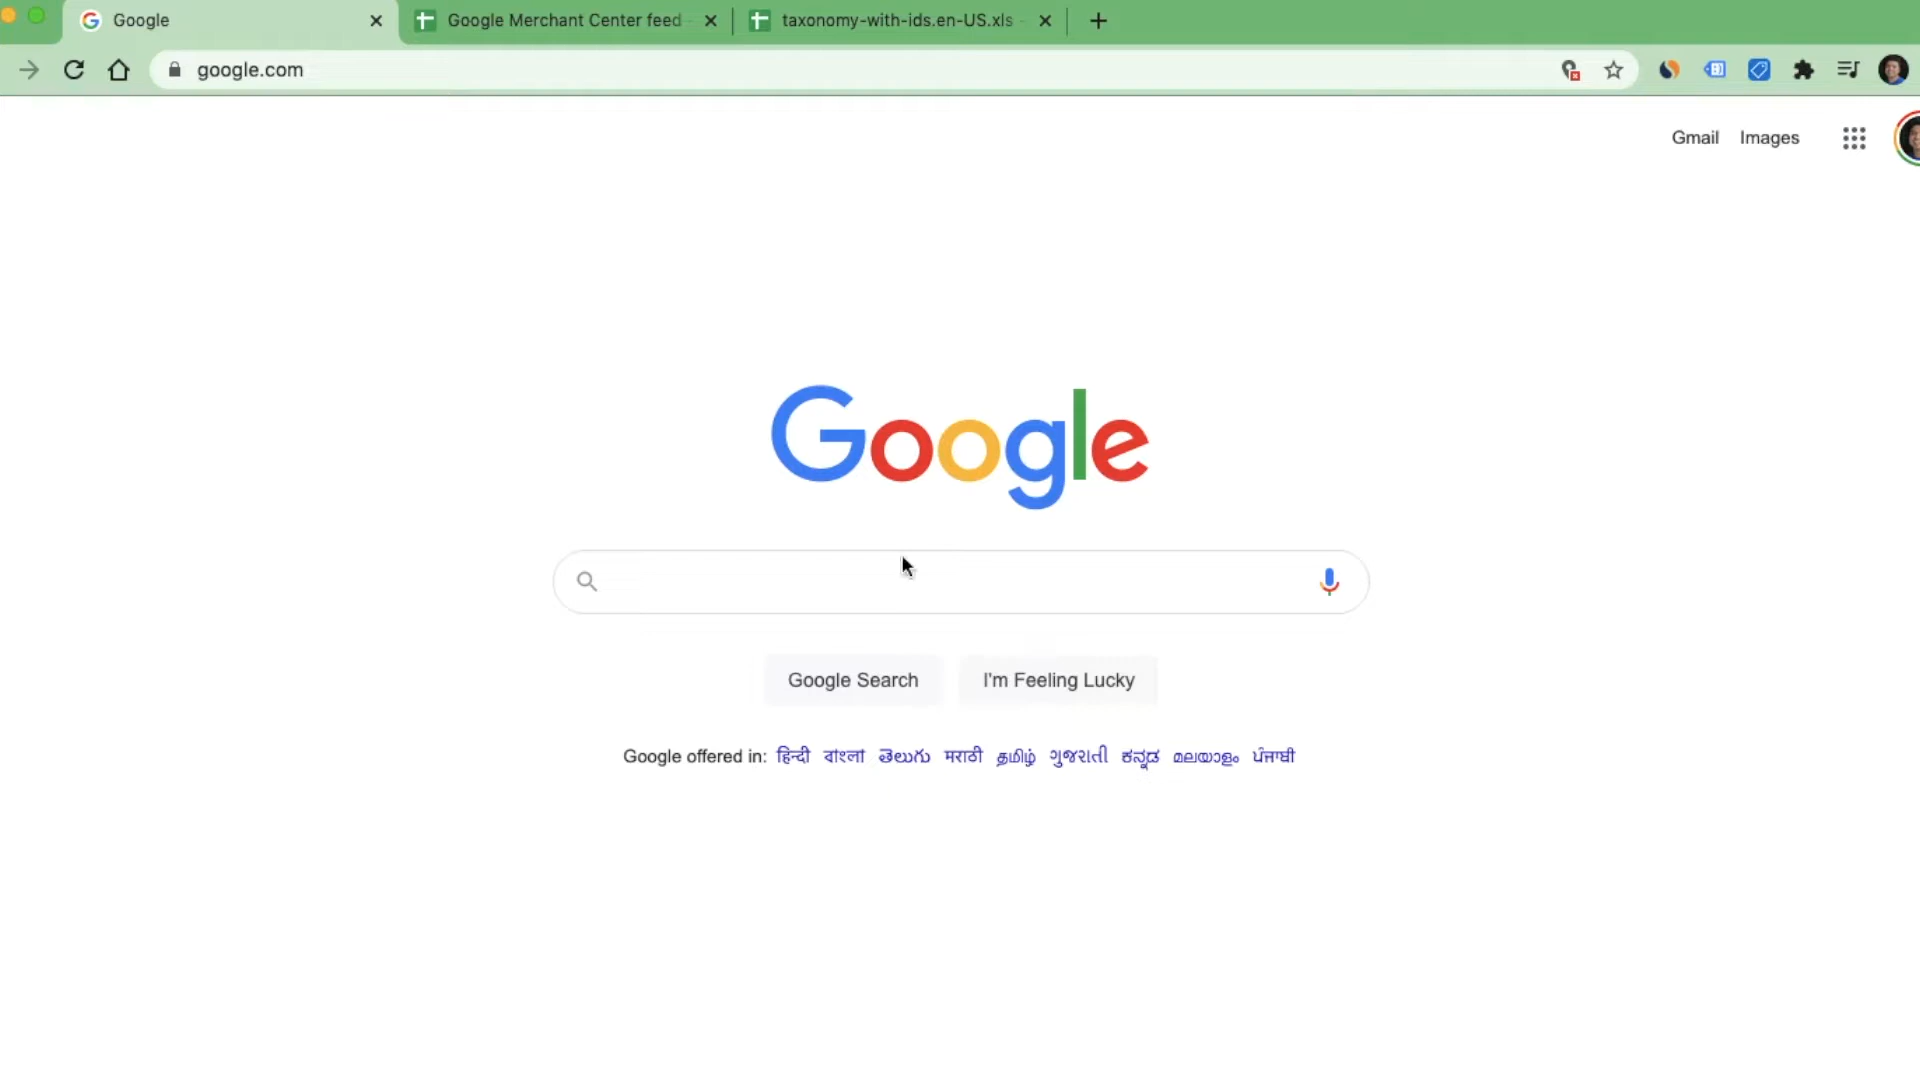 Google
Google Merchant Center feed
taxonomy-with-ids.en-US.xls
google.com
Gmail
Images
Google
Google Search
I'm Feeling Lucky
Google offered in: हिन्दी বাংলা తెలుగు मराठी தமிழ் ગુજરાતી ಕನ್ನಡ മലയാളം ਪੰਜਾਬੀ